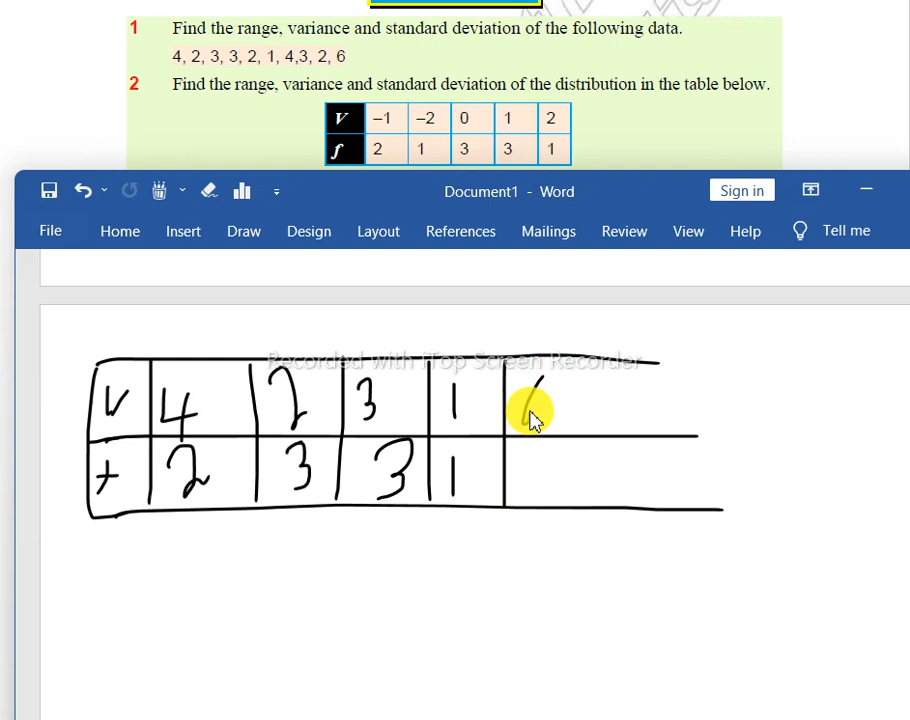 1 Find the range, variance and standard deviation of the following data.
4, 2, 3, 3, 2, 1, 4,3, 2, 6
2 Find the range, variance and standard deviation of the distribution in the table below.
V –1 –2 0 1 2
f 2 1 3 3 1
Document1 - Word
Sign in
File Home Insert Draw Design Layout References Mailings Review View Help Tell me
Recorded with iTop Screen Recorder
V 4 2 3 1
f 2 3 3 1